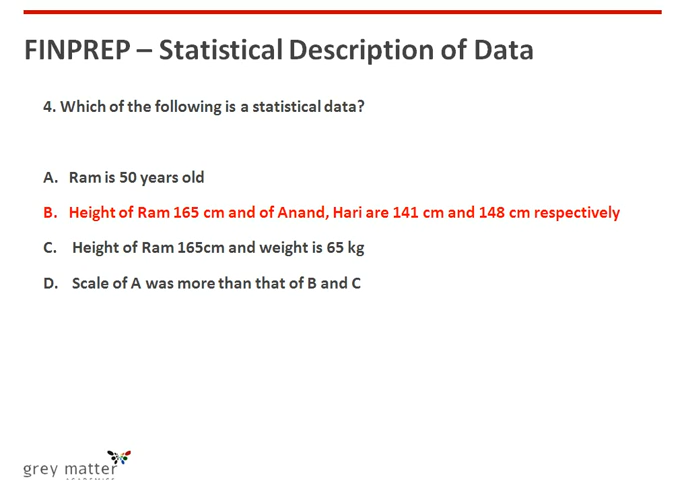 FINPREP – Statistical Description of Data
4. Which of the following is a statistical data?
A. Ram is 50 years old
B. Height of Ram 165 cm and of Anand, Hari are 141 cm and 148 cm respectively
C. Height of Ram 165cm and weight is 65 kg
D. Scale of A was more than that of B and C
grey matter